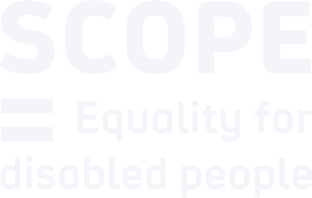 SCOPE
= Equality for
disabled people